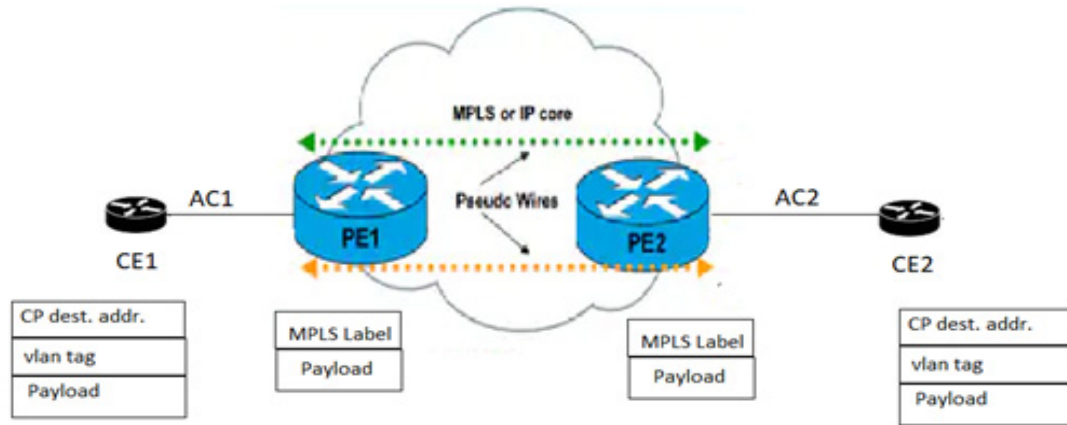 MPLS or IP core
AC1
Pseudo Wires
AC2
PE1
PE2
CE1
CE2
CP dest. addr.
vlan tag
Payload
MPLS Label
Payload
MPLS Label
Payload
CP dest. addr.
vlan tag
Payload